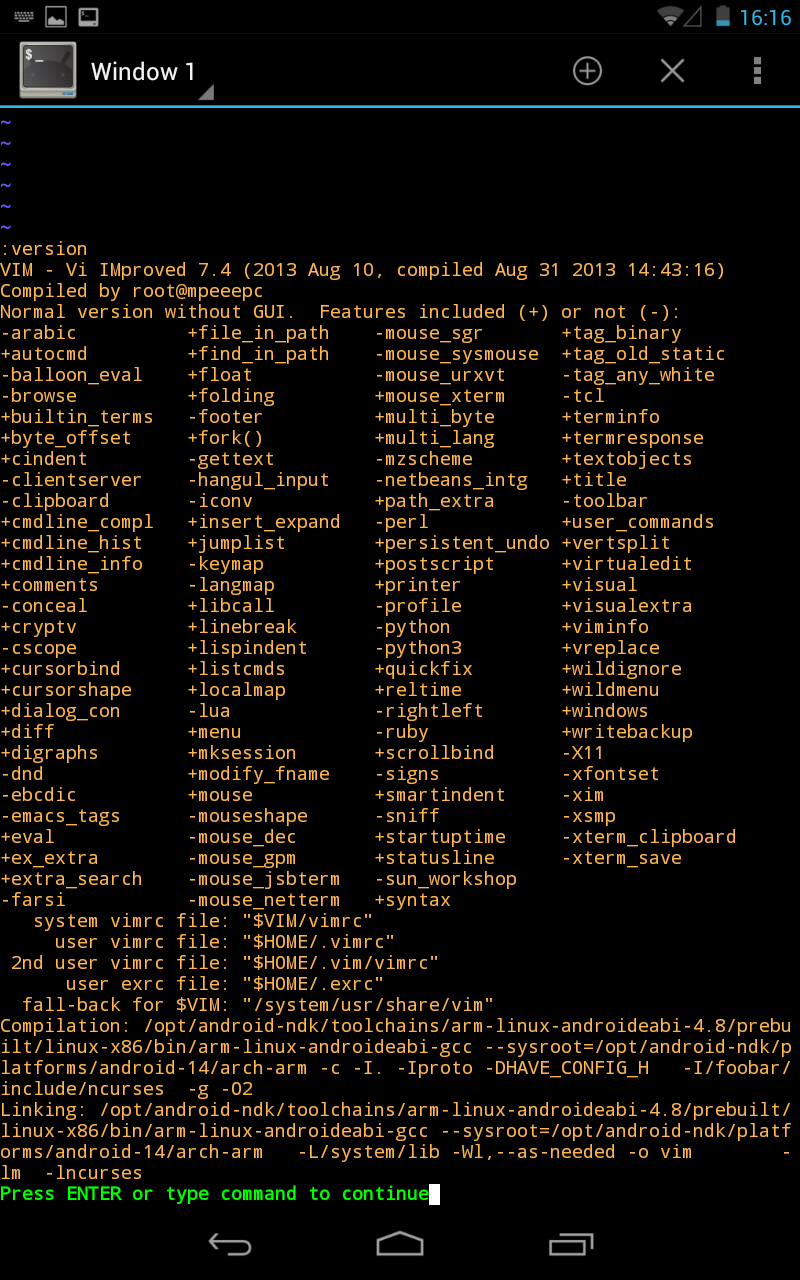 16:16
$_
Window 1
~
~
~
~
~
~
:version
VIM - Vi IMproved 7.4 (2013 Aug 10, compiled Aug 31 2013 14:43:16)
Compiled by root@mpeeepc
Normal version without GUI.  Features included (+) or not (-):
-arabic          +file_in_path    -mouse_sgr       +tag_binary
+autocmd         +find_in_path    -mouse_sysmouse  +tag_old_static
-balloon_eval    +float           -mouse_urxvt     -tag_any_white
-browse          +folding         +mouse_xterm     -tcl
+builtin_terms   -footer          +multi_byte      +terminfo
+byte_offset     +fork()          +multi_lang      +termresponse
+cindent         -gettext         -mzscheme        +textobjects
-clientserver    -hangul_input    -netbeans_intg   +title
-clipboard       -iconv           +path_extra      -toolbar
+cmdline_compl   +insert_expand   -perl            +user_commands
+cmdline_hist    +jumplist        +persistent_undo +vertsplit
+cmdline_info    -keymap          +postscript      +virtualedit
+comments        -langmap         +printer         +visual
-conceal         +libcall         -profile         +visualextra
+cryptv          +linebreak       -python          +viminfo
-cscope          +lispindent      -python3         +vreplace
+cursorbind      +listcmds        +quickfix        +wildignore
+cursorshape     +localmap        +reltime         +wildmenu
+dialog_con      -lua             -rightleft       +windows
+diff            +menu            -ruby            +writebackup
+digraphs        +mksession       +scrollbind      -X11
-dnd             +modify_fname    -signs           -xfontset
-ebcdic          +mouse           +smartindent     -xim
-emacs_tags      -mouseshape      -sniff           -xsmp
+eval            -mouse_dec       +startuptime     -xterm_clipboard
+ex_extra        -mouse_gpm       +statusline      -xterm_save
+extra_search    -mouse_jsbterm   -sun_workshop
-farsi           -mouse_netterm   +syntax
   system vimrc file: "$VIM/vimrc"
     user vimrc file: "$HOME/.vimrc"
 2nd user vimrc file: "$HOME/.vim/vimrc"
      user exrc file: "$HOME/.exrc"
  fall-back for $VIM: "/system/usr/share/vim"
Compilation: /opt/android-ndk/toolchains/arm-linux-androideabi-4.8/prebu
ilt/linux-x86/bin/arm-linux-androideabi-gcc --sysroot=/opt/android-ndk/p
latforms/android-14/arch-arm -c -I. -Iproto -DHAVE_CONFIG_H   -I/foobar/
include/ncurses  -g -O2
Linking: /opt/android-ndk/toolchains/arm-linux-androideabi-4.8/prebuilt/
linux-x86/bin/arm-linux-androideabi-gcc --sysroot=/opt/android-ndk/platf
orms/android-14/arch-arm   -L/system/lib -Wl,--as-needed -o vim        -
lm  -lncurses
Press ENTER or type command to continue